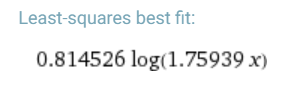 Least-squares best fit:
0.814526 log(1.75939 x)